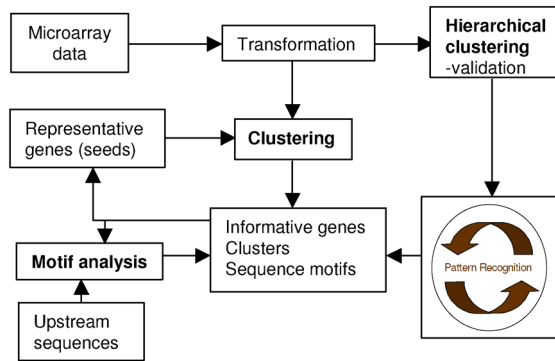 Microarray
data
Transformation
Hierarchical
clustering
-validation
Representative
genes (seeds)
Clustering
Informative genes
Clusters
Sequence motifs
Motif analysis
Pattern Recognition
Upstream
sequences